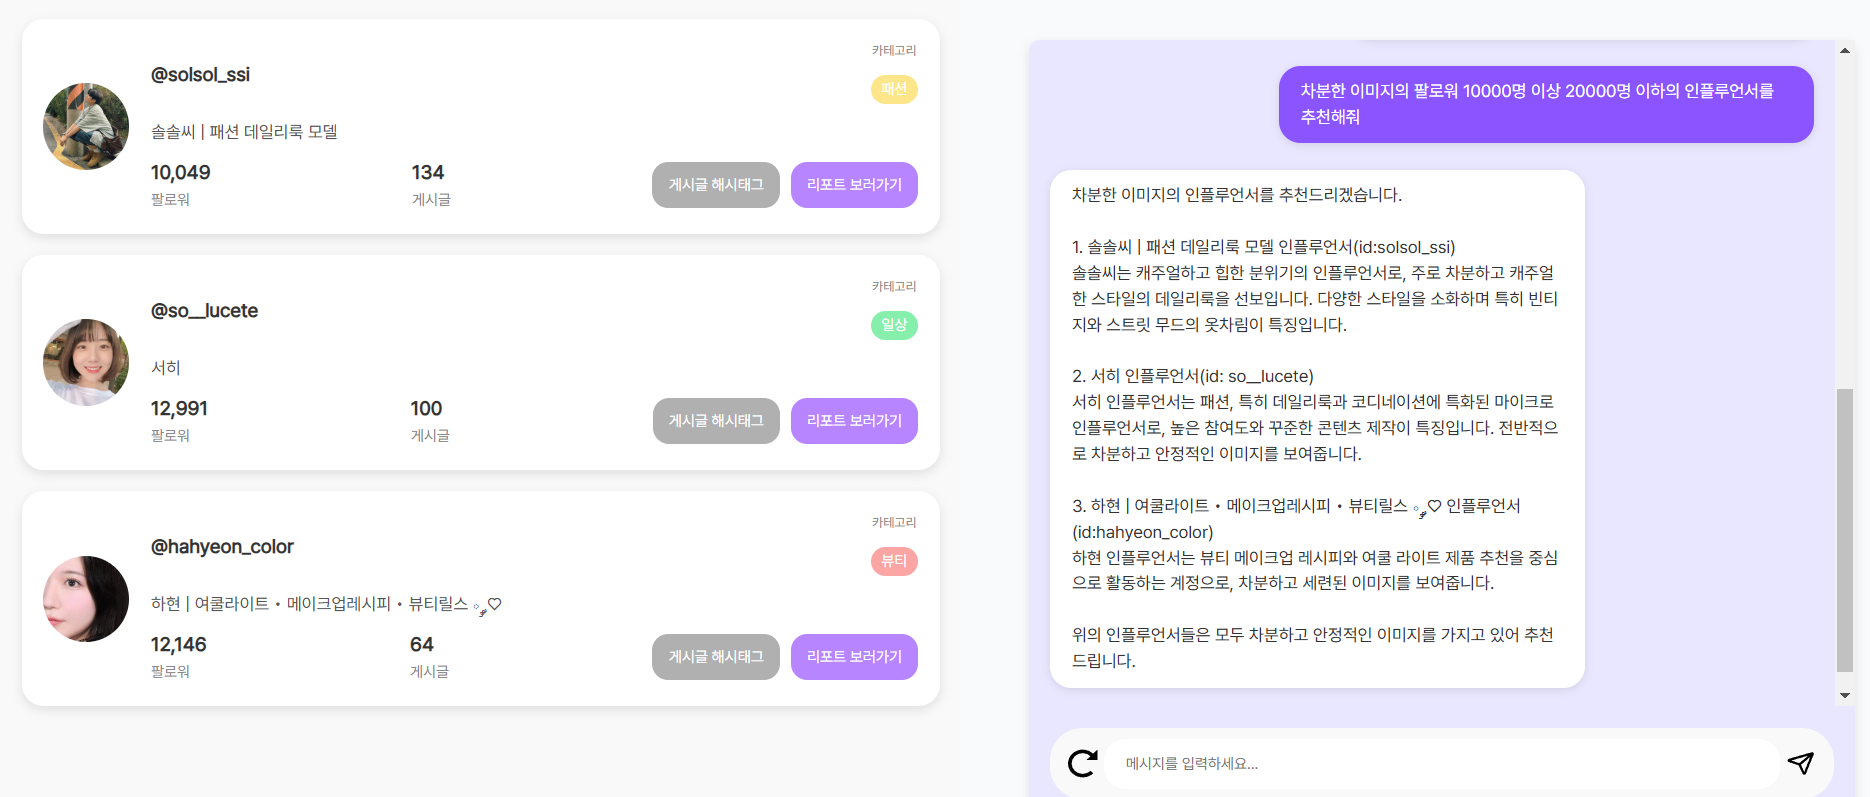 카테고리
@solsol_ssi
패션
솔솔씨 | 패션 데일리룩 모델
10,049
134
팔로워
게시글
게시글 해시태그
리포트 보러가기
카테고리
@so__lucete
일상
서히
12,991
100
팔로워
게시글
게시글 해시태그
리포트 보러가기
카테고리
@hahyeon_color
뷰티
하현 | 여쿨라이트 • 메이크업레시피 • 뷰티릴스 ༘♡
12,146
64
팔로워
게시글
게시글 해시태그
리포트 보러가기
차분한 이미지의 팔로워 10000명 이상 20000명 이하의 인플루언서를
추천해줘
차분한 이미지의 인플루언서를 추천드리겠습니다.
1. 솔솔씨 | 패션 데일리룩 모델 인플루언서(id:solsol_ssi)
솔솔씨는 캐주얼하고 힙한 분위기의 인플루언서로, 주로 차분하고 캐주얼
한 스타일의 데일리룩을 선보입니다. 다양한 스타일을 소화하며 특히 빈티
지와 스트릿 무드의 옷차림이 특징입니다.
2. 서히 인플루언서(id: so__lucete)
서히 인플루언서는 패션, 특히 데일리룩과 코디네이션에 특화된 마이크로
인플루언서로, 높은 참여도와 꾸준한 콘텐츠 제작이 특징입니다. 전반적으
로 차분하고 안정적인 이미지를 보여줍니다.
3. 하현 | 여쿨라이트 • 메이크업레시피 • 뷰티릴스 ༘♡ 인플루언서
(id:hahyeon_color)
하현 인플루언서는 뷰티 메이크업 레시피와 여쿨 라이트 제품 추천을 중심
으로 활동하는 계정으로, 차분하고 세련된 이미지를 보여줍니다.
위의 인플루언서들은 모두 차분하고 안정적인 이미지를 가지고 있어 추천
드립니다.
메시지를 입력하세요...